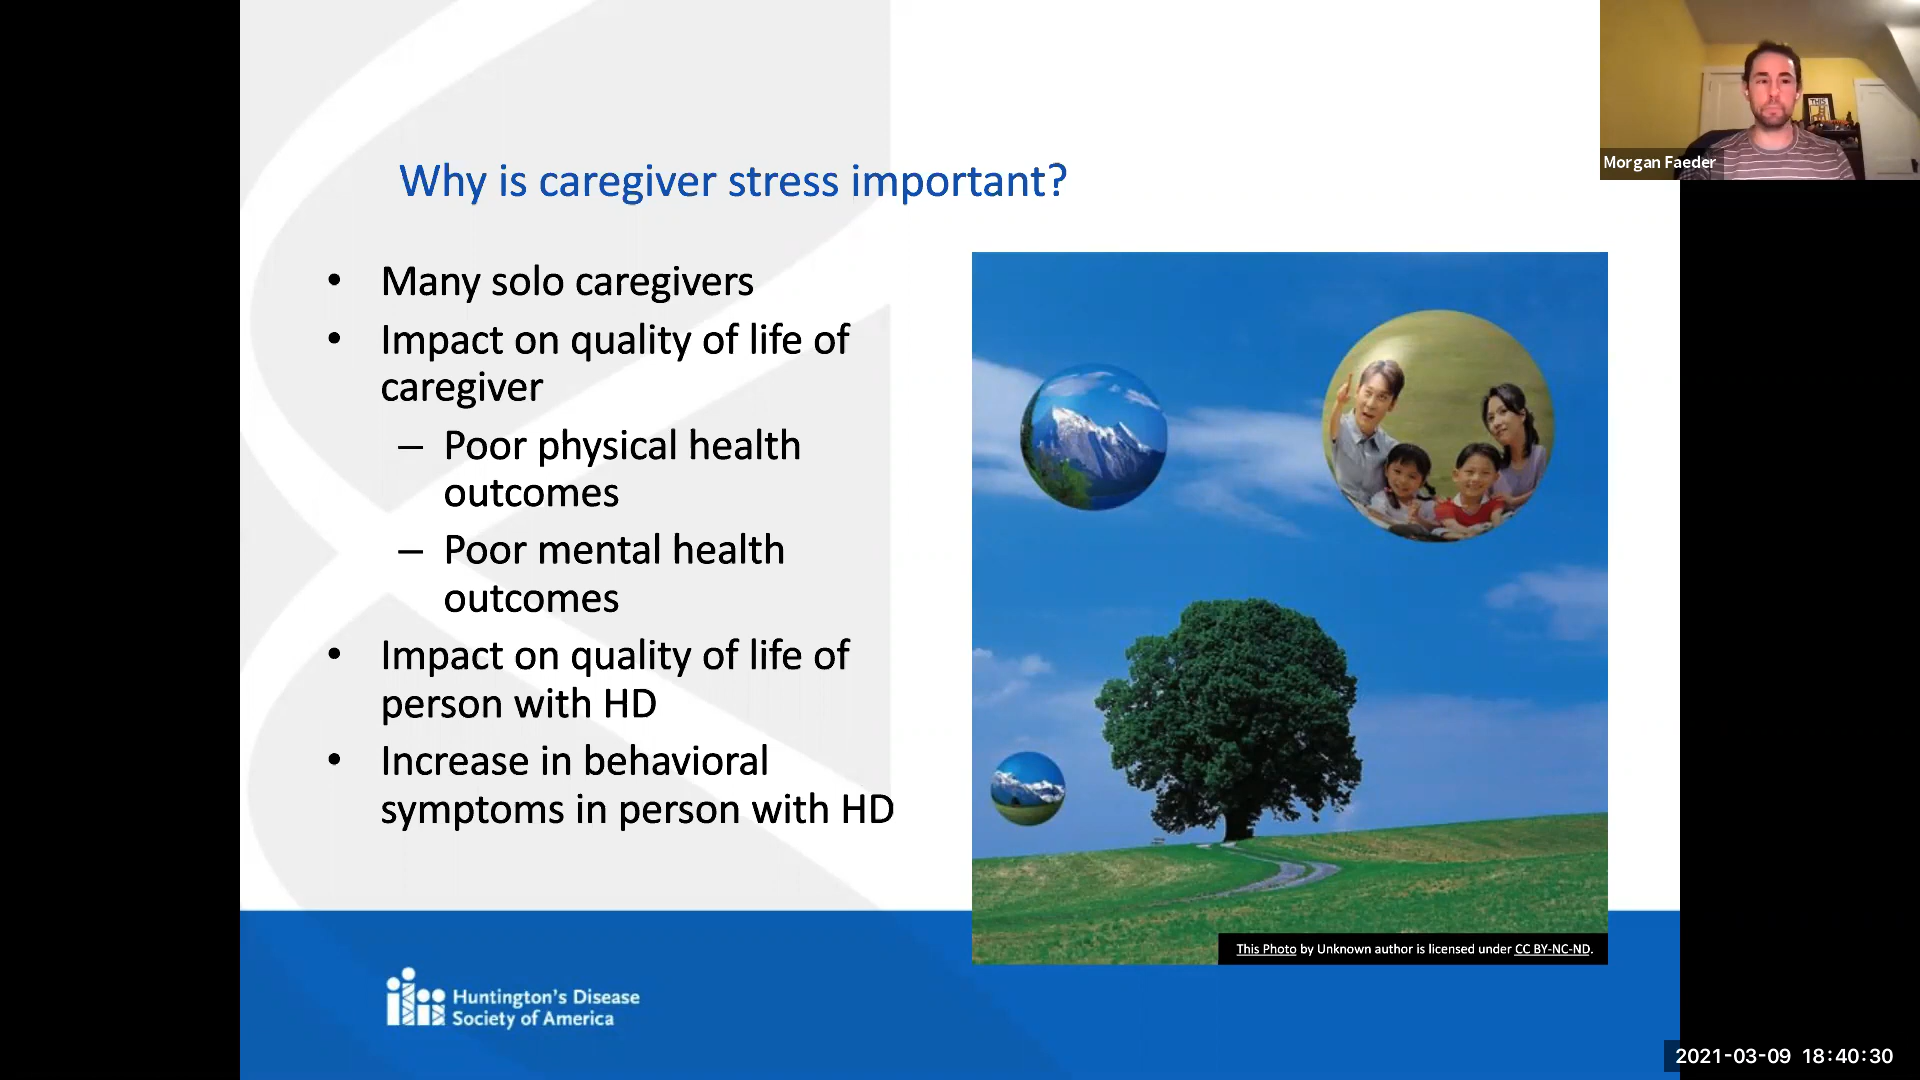 Why is caregiver stress important?
• Many solo caregivers
• Impact on quality of life of
caregiver
– Poor physical health
outcomes
– Poor mental health
outcomes
• Impact on quality of life of
person with HD
• Increase in behavioral
symptoms in person with HD
This Photo by Unknown author is licensed under CC BY-NC-ND.
Huntington's Disease
Society of America
THIS
Morgan Faeder
2021-03-09 18:40:30